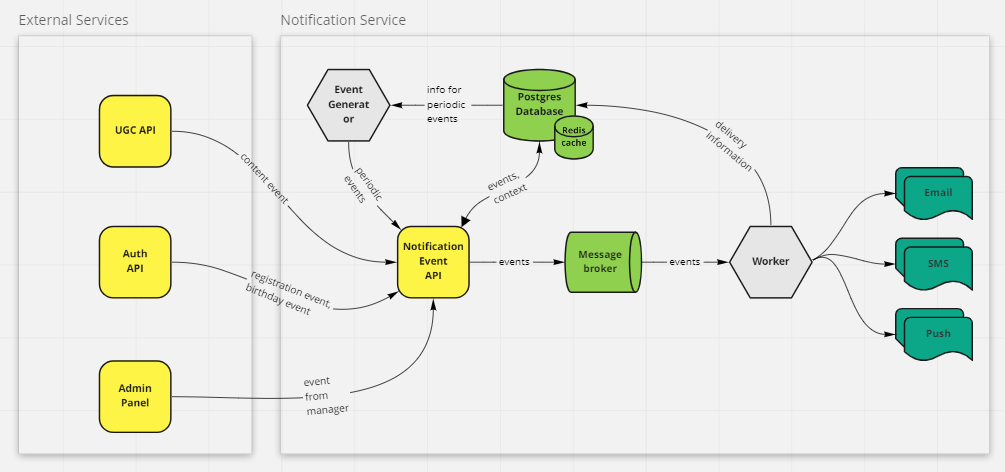 External Services
Notification Service
UGC API
Auth
API
Admin
Panel
content event
registration event,
birthday event
event
from
manager
Event
Generat
or
info for
periodic
events
Postgres
Database
Redis
cache
periodic
events
events,
context
delivery
information
Notification
Event
API
events
Message
broker
events
Worker
Email
SMS
Push